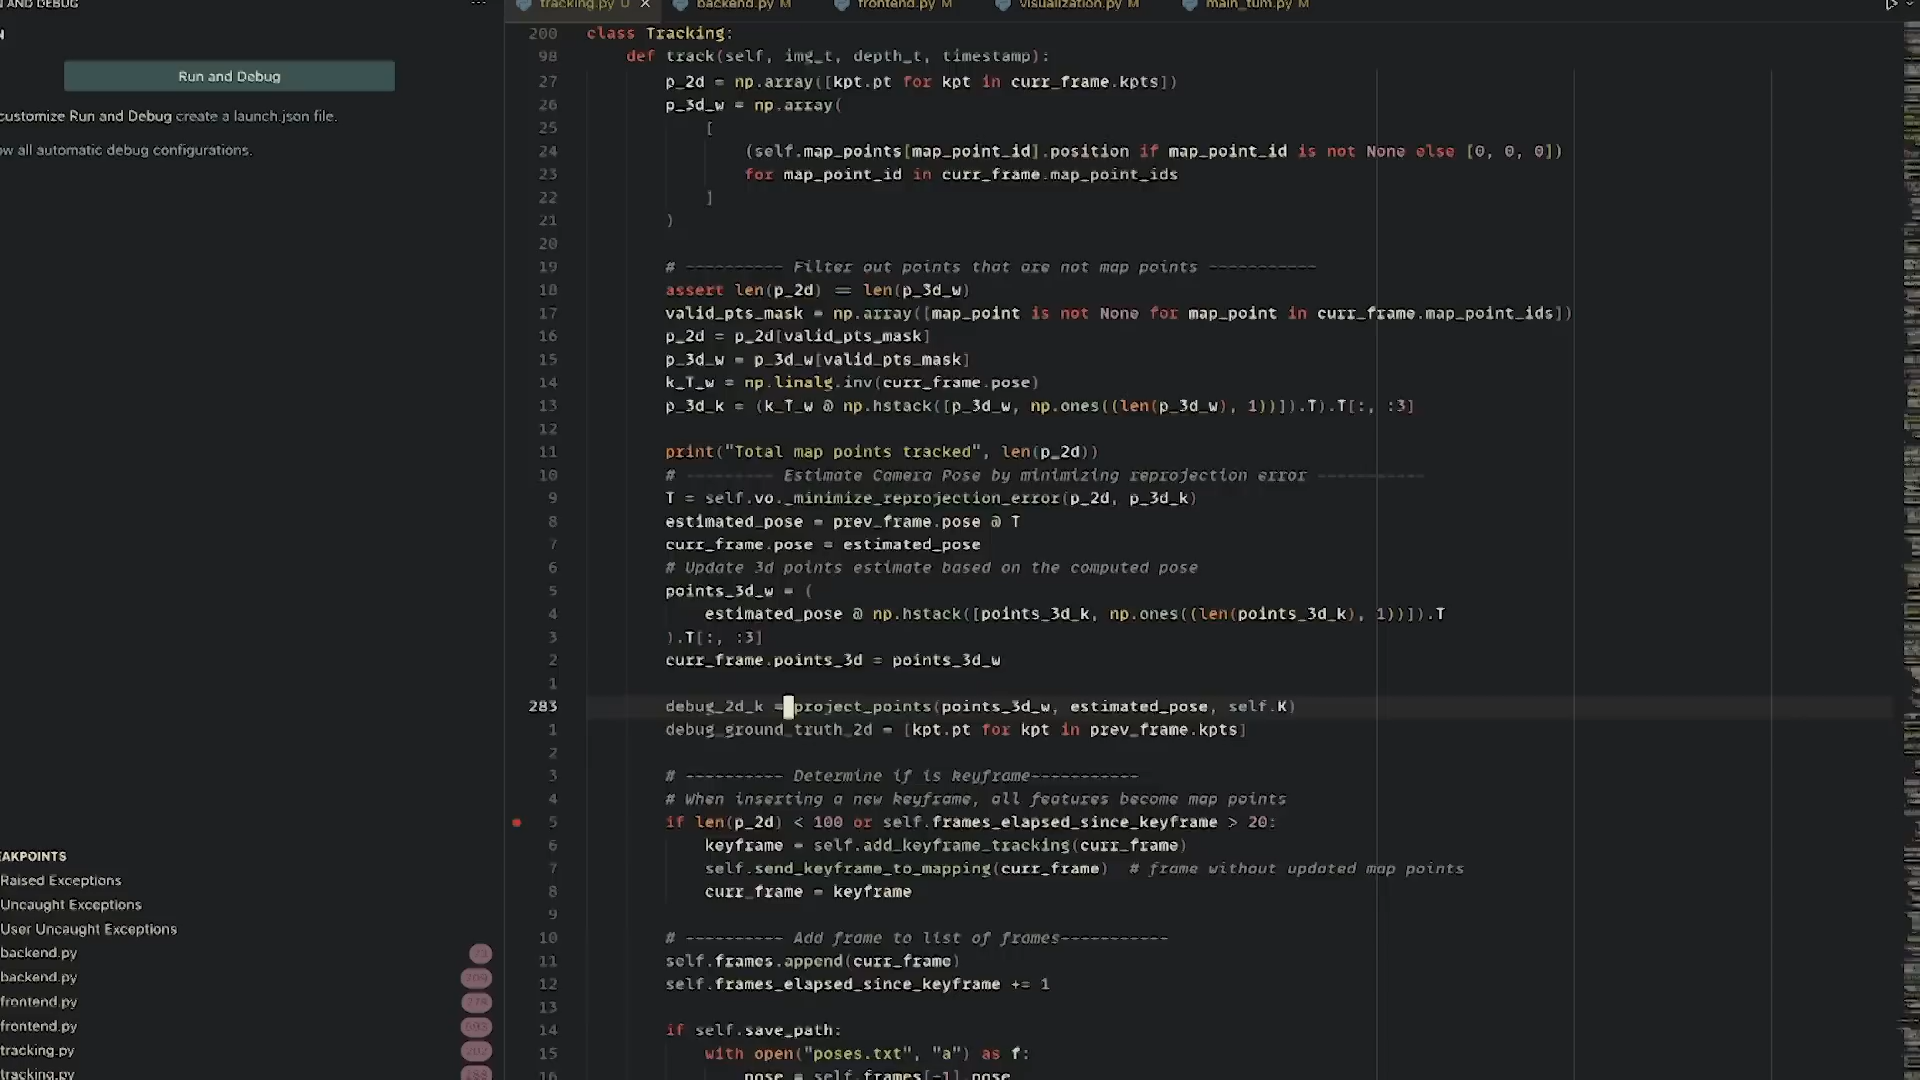 AND DEBUG
...
tracking.py U
backend.py M
frontend.py M
visualization.py M
main_tum.py M
N
Run and Debug
customize Run and Debug create a launch.json file.
ow all automatic debug configurations.
EAKPOINTS
Raised Exceptions
Uncaught Exceptions
User Uncaught Exceptions
backend.py 73
backend.py 209
frontend.py 274
frontend.py 593
tracking.py
tracking.py
200 class Tracking:
98 def track(self, img_t, depth_t, timestamp):
27 p_2d = np.array([kpt.pt for kpt in curr_frame.kpts])
26 p_3d_w = np.array(
25 [
24 (self.map_points[map_point_id].position if map_point_id is not None else [0, 0, 0])
23 for map_point_id in curr_frame.map_point_ids
22 ]
21 )
20
19 # ---------- Filter out points that are not map points -----------
18 assert len(p_2d) == len(p_3d_w)
17 valid_pts_mask = np.array([map_point is not None for map_point in curr_frame.map_point_ids])
16 p_2d = p_2d[valid_pts_mask]
15 p_3d_w = p_3d_w[valid_pts_mask]
14 k_T_w = np.linalg.inv(curr_frame.pose)
13 p_3d_k = (k_T_w @ np.hstack([p_3d_w, np.ones((len(p_3d_w), 1))]).T).T[:, :3]
12
11 print("Total map points tracked", len(p_2d))
10 # --------- Estimate Camera Pose by minimizing reprojection error -----------
9 T = self.vo._minimize_reprojection_error(p_2d, p_3d_k)
8 estimated_pose = prev_frame.pose @ T
7 curr_frame.pose = estimated_pose
6 # Update 3d points estimate based on the computed pose
5 points_3d_w = (
4 estimated_pose @ np.hstack([points_3d_k, np.ones((len(points_3d_k), 1))]).T
3 ).T[:, :3]
2 curr_frame.points_3d = points_3d_w
1
283 debug_2d_k = project_points(points_3d_w, estimated_pose, self.K)
1 debug_ground_truth_2d = [kpt.pt for kpt in prev_frame.kpts]
2
3 # ---------- Determine if is keyframe-----------
4 # When inserting a new keyframe, all features become map points
5 if len(p_2d) < 100 or self.frames_elapsed_since_keyframe > 20:
6 keyframe = self.add_keyframe_tracking(curr_frame)
7 self.send_keyframe_to_mapping(curr_frame) # frame without updated map points
8 curr_frame = keyframe
9
10 # ---------- Add frame to list of frames-----------
11 self.frames.append(curr_frame)
12 self.frames_elapsed_since_keyframe += 1
13
14 if self.save_path:
15 with open("poses.txt", "a") as f:
16 pose = self.frames[-1].pose